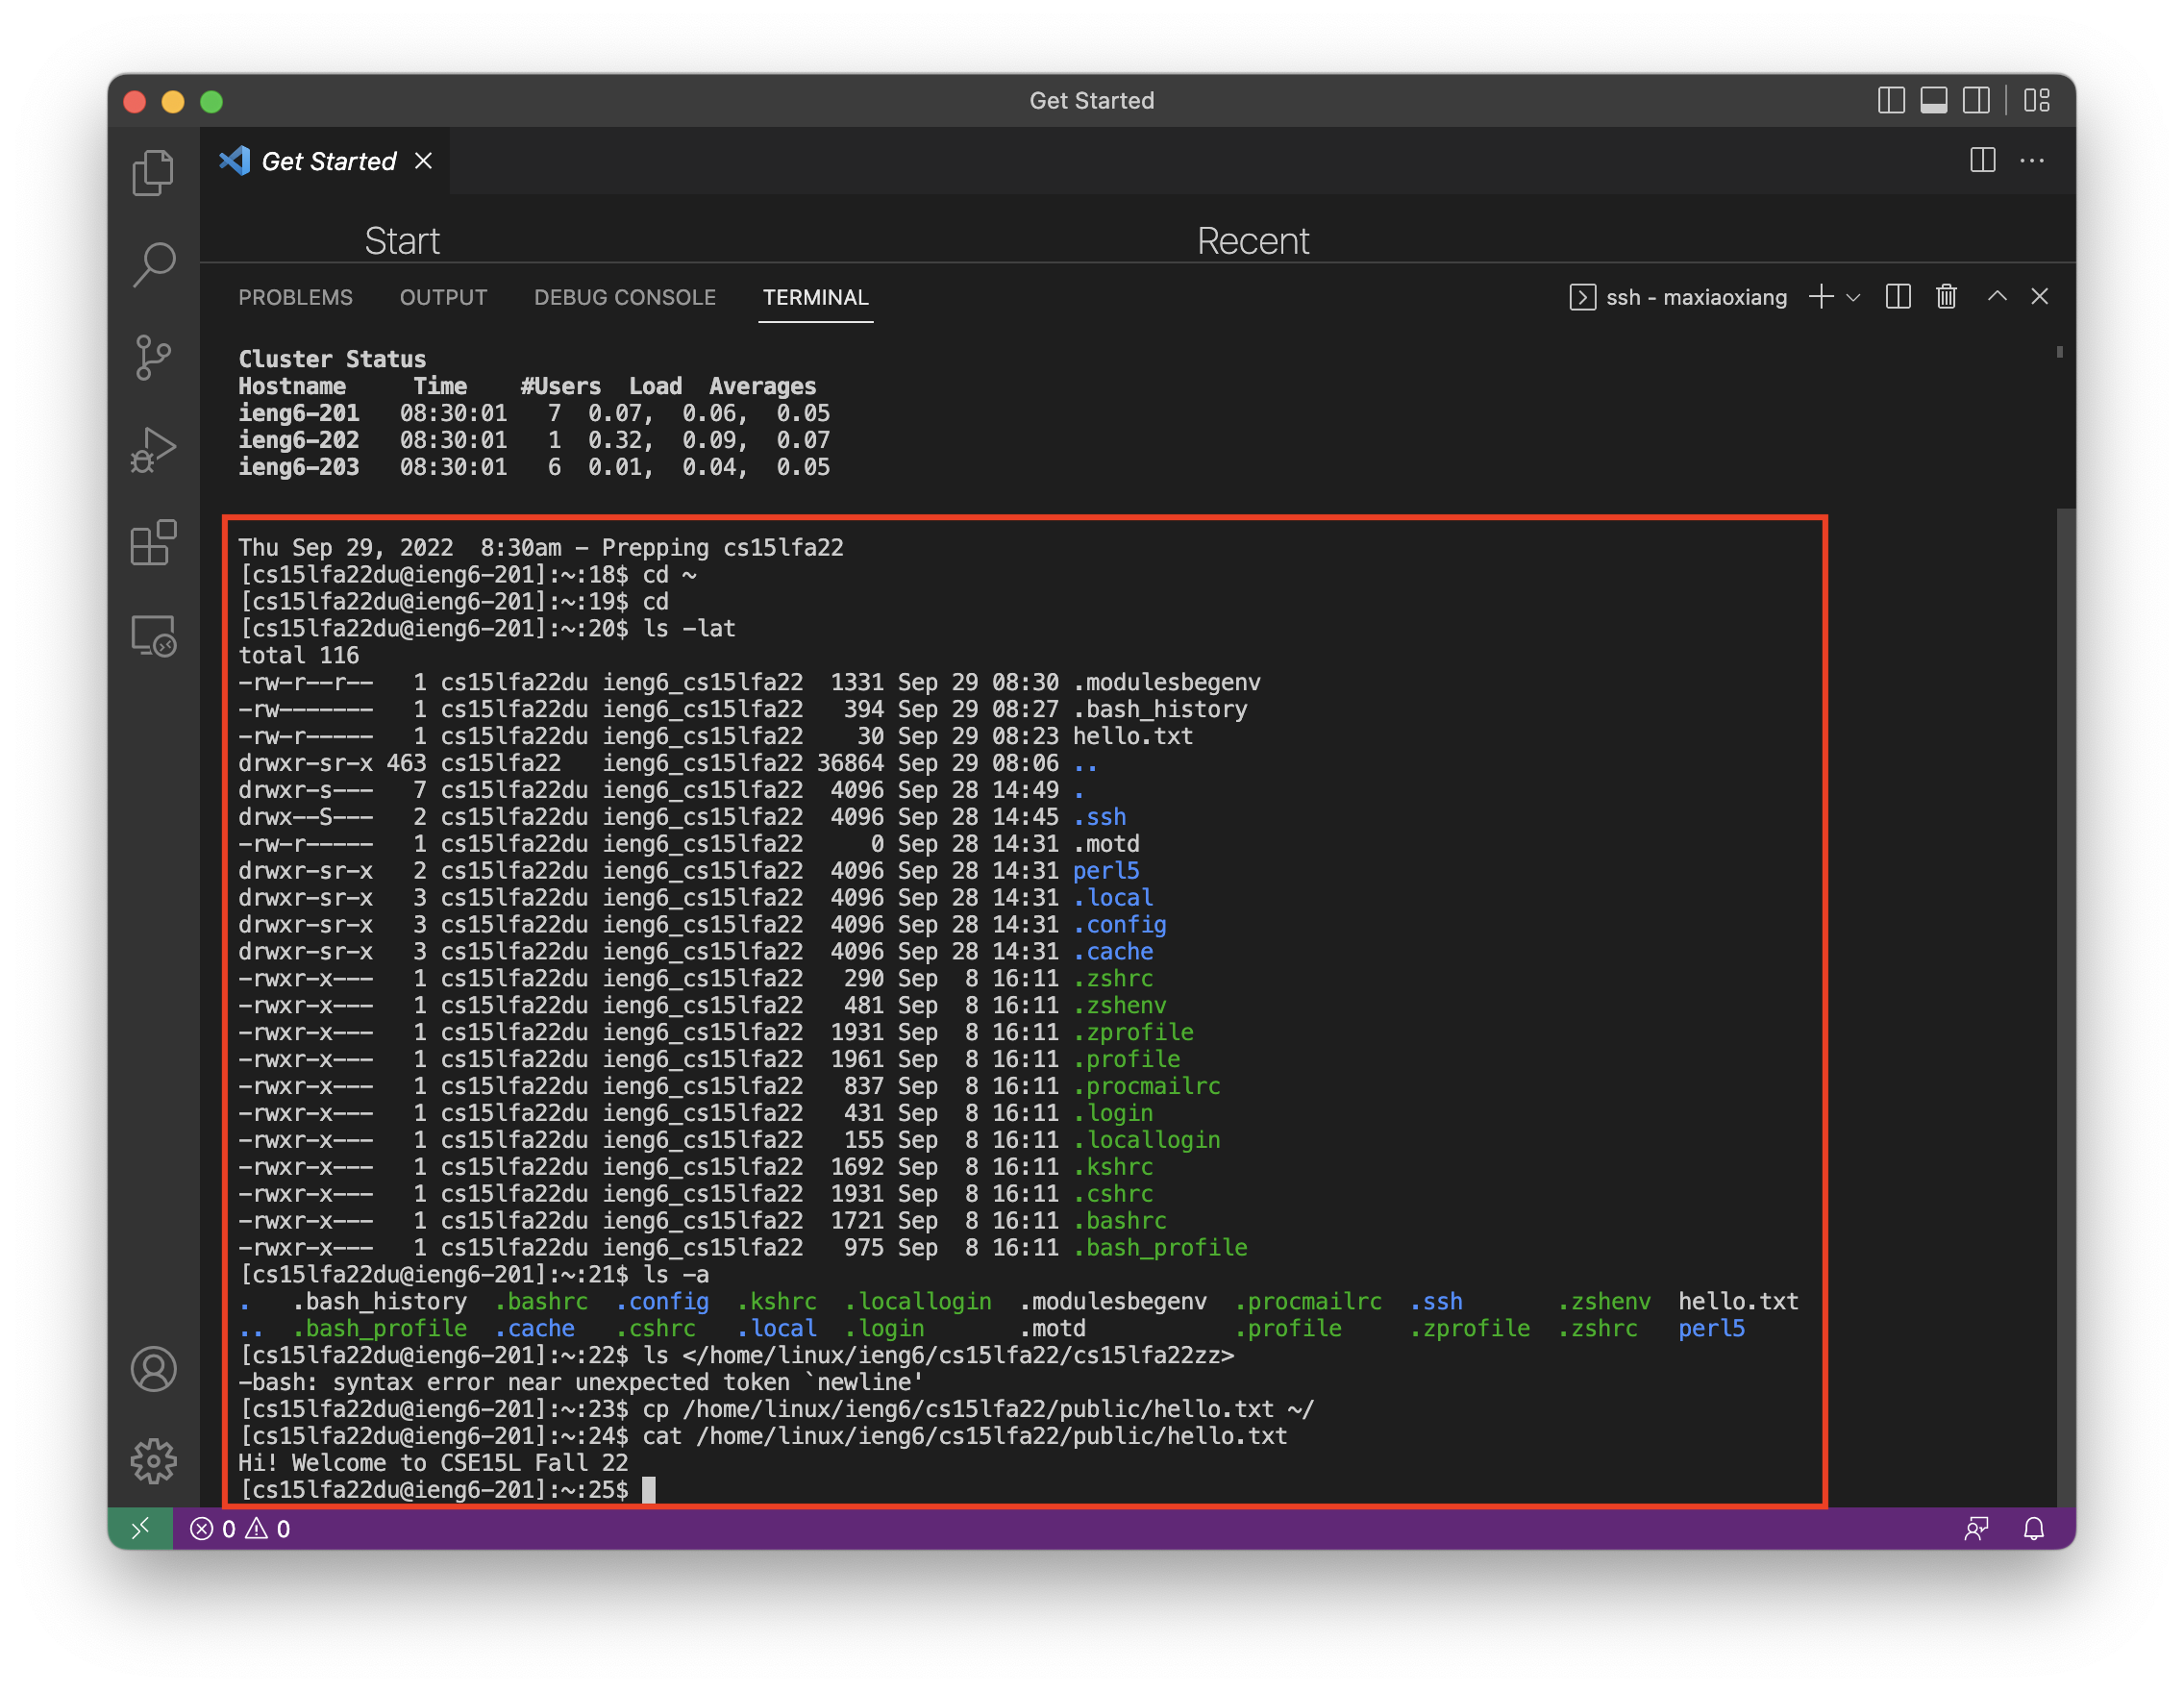 Get Started
Get Started
Start Recent
PROBLEMS OUTPUT DEBUG CONSOLE TERMINAL ssh - maxiaoxiang
Cluster Status
Hostname     Time    #Users  Load  Averages
ieng6-201   08:30:01   7  0.07,  0.06,  0.05
ieng6-202   08:30:01   1  0.32,  0.09,  0.07
ieng6-203   08:30:01   6  0.01,  0.04,  0.05
Thu Sep 29, 2022  8:30am - Prepping cs15lfa22
[cs15lfa22du@ieng6-201]:~:18$ cd ~
[cs15lfa22du@ieng6-201]:~:19$ cd
[cs15lfa22du@ieng6-201]:~:20$ ls -lat
total 116
-rw-r--r--   1 cs15lfa22du ieng6_cs15lfa22  1331 Sep 29 08:30 .modulesbegenv
-rw-------   1 cs15lfa22du ieng6_cs15lfa22   394 Sep 29 08:27 .bash_history
-rw-r-----   1 cs15lfa22du ieng6_cs15lfa22    30 Sep 29 08:23 hello.txt
drwxr-sr-x 463 cs15lfa22   ieng6_cs15lfa22 36864 Sep 29 08:06 ..
drwxr-s---   7 cs15lfa22du ieng6_cs15lfa22  4096 Sep 28 14:49 .
drwx--S---   2 cs15lfa22du ieng6_cs15lfa22  4096 Sep 28 14:45 .ssh
-rw-r-----   1 cs15lfa22du ieng6_cs15lfa22     0 Sep 28 14:31 .motd
drwxr-sr-x   2 cs15lfa22du ieng6_cs15lfa22  4096 Sep 28 14:31 perl5
drwxr-sr-x   3 cs15lfa22du ieng6_cs15lfa22  4096 Sep 28 14:31 .local
drwxr-sr-x   3 cs15lfa22du ieng6_cs15lfa22  4096 Sep 28 14:31 .config
drwxr-sr-x   3 cs15lfa22du ieng6_cs15lfa22  4096 Sep 28 14:31 .cache
-rwxr-x---   1 cs15lfa22du ieng6_cs15lfa22   290 Sep  8 16:11 .zshrc
-rwxr-x---   1 cs15lfa22du ieng6_cs15lfa22   481 Sep  8 16:11 .zshenv
-rwxr-x---   1 cs15lfa22du ieng6_cs15lfa22  1931 Sep  8 16:11 .zprofile
-rwxr-x---   1 cs15lfa22du ieng6_cs15lfa22  1961 Sep  8 16:11 .profile
-rwxr-x---   1 cs15lfa22du ieng6_cs15lfa22   837 Sep  8 16:11 .procmailrc
-rwxr-x---   1 cs15lfa22du ieng6_cs15lfa22   431 Sep  8 16:11 .login
-rwxr-x---   1 cs15lfa22du ieng6_cs15lfa22   155 Sep  8 16:11 .locallogin
-rwxr-x---   1 cs15lfa22du ieng6_cs15lfa22  1692 Sep  8 16:11 .kshrc
-rwxr-x---   1 cs15lfa22du ieng6_cs15lfa22  1931 Sep  8 16:11 .cshrc
-rwxr-x---   1 cs15lfa22du ieng6_cs15lfa22  1721 Sep  8 16:11 .bashrc
-rwxr-x---   1 cs15lfa22du ieng6_cs15lfa22   975 Sep  8 16:11 .bash_profile
[cs15lfa22du@ieng6-201]:~:21$ ls -a
.   .bash_history  .bashrc  .config  .kshrc  .locallogin  .modulesbegenv  .procmailrc  .ssh       .zshenv  hello.txt
..  .bash_profile  .cache   .cshrc   .local  .login       .motd           .profile     .zprofile  .zshrc   perl5
[cs15lfa22du@ieng6-201]:~:22$ ls </home/linux/ieng6/cs15lfa22/cs15lfa22zz>
-bash: syntax error near unexpected token `newline'
[cs15lfa22du@ieng6-201]:~:23$ cp /home/linux/ieng6/cs15lfa22/public/hello.txt ~/
[cs15lfa22du@ieng6-201]:~:24$ cat /home/linux/ieng6/cs15lfa22/public/hello.txt
Hi! Welcome to CSE15L Fall 22
[cs15lfa22du@ieng6-201]:~:25$
0 0